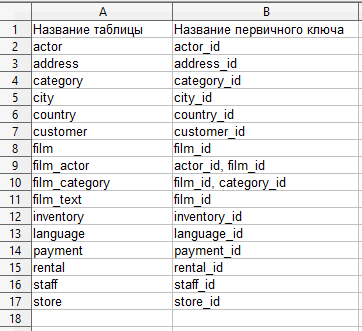 A B
1 Название таблицы Название первичного ключа
2 actor actor_id
3 address address_id
4 category category_id
5 city city_id
6 country country_id
7 customer customer_id
8 film film_id
9 film_actor actor_id, film_id
10 film_category film_id, category_id
11 film_text film_id
12 inventory inventory_id
13 language language_id
14 payment payment_id
15 rental rental_id
16 staff staff_id
17 store store_id
18